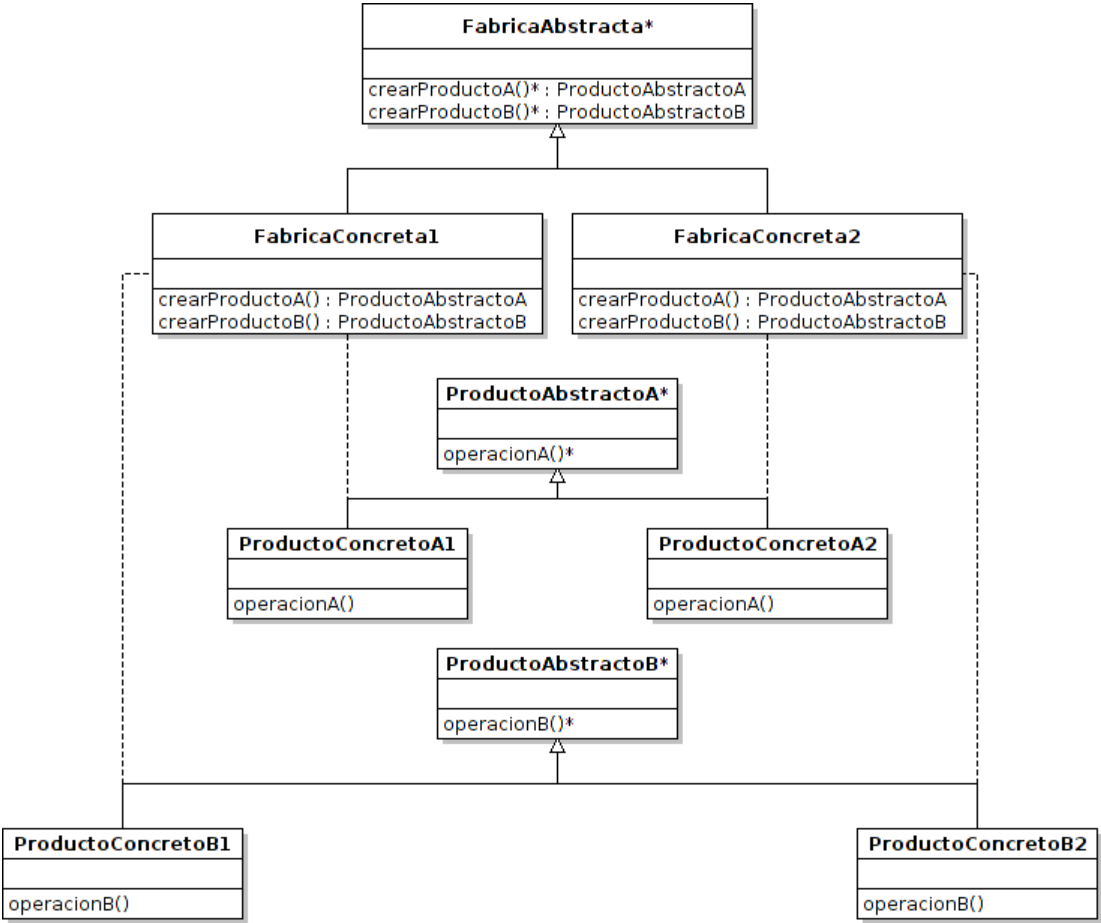 FabricaAbstracta*
crearProductoA()* : ProductoAbstractoA
crearProductoB()* : ProductoAbstractoB
FabricaConcreta1
crearProductoA() : ProductoAbstractoA
crearProductoB() : ProductoAbstractoB
FabricaConcreta2
crearProductoA() : ProductoAbstractoA
crearProductoB() : ProductoAbstractoB
ProductoAbstractoA*
operacionA()*
ProductoConcretoA1
operacionA()
ProductoConcretoA2
operacionA()
ProductoAbstractoB*
operacionB()*
ProductoConcretoB1
operacionB()
ProductoConcretoB2
operacionB()